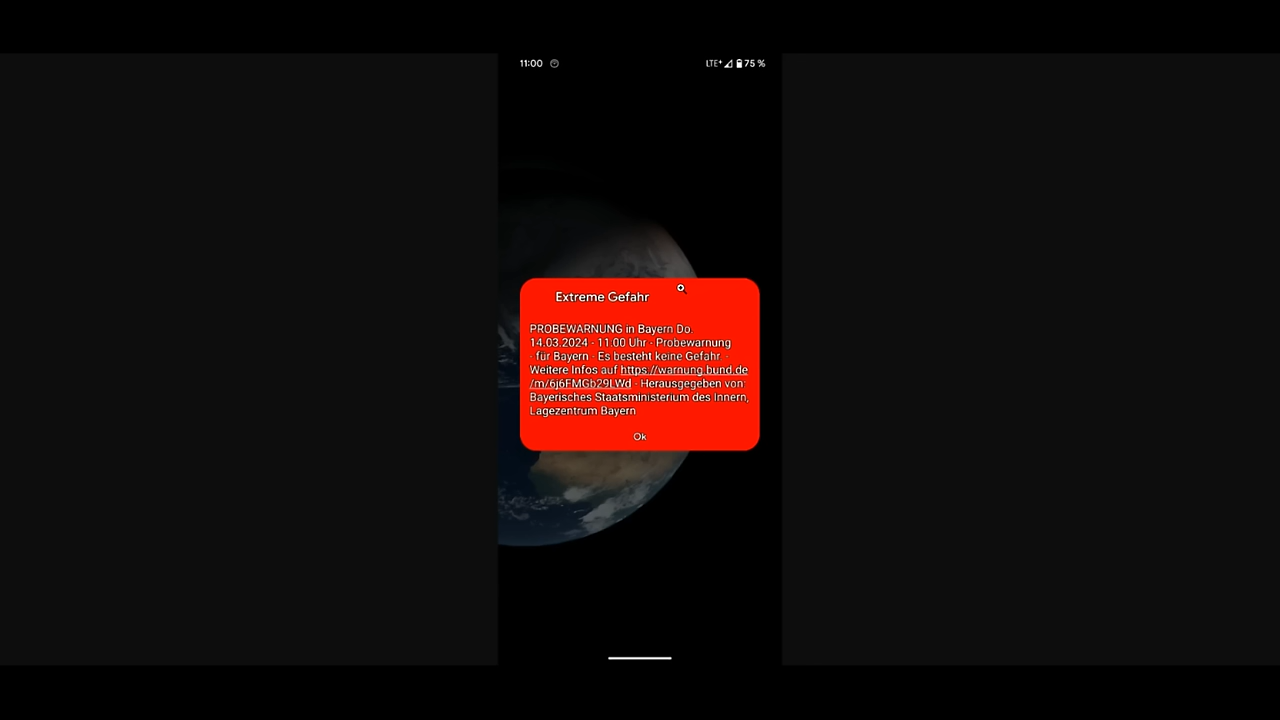 11:00 LTE+ 75 %
Extreme Gefahr
PROBEWARNUNG in Bayern Do.
14.03.2024 - 11:00 Uhr - Probewarnung
- für Bayern - Es besteht keine Gefahr. -
Weitere Infos auf https://warnung.bund.de
/m/6j6FMGb29LWd - Herausgegeben von:
Bayerisches Staatsministerium des Innern,
Lagezentrum Bayern
Ok